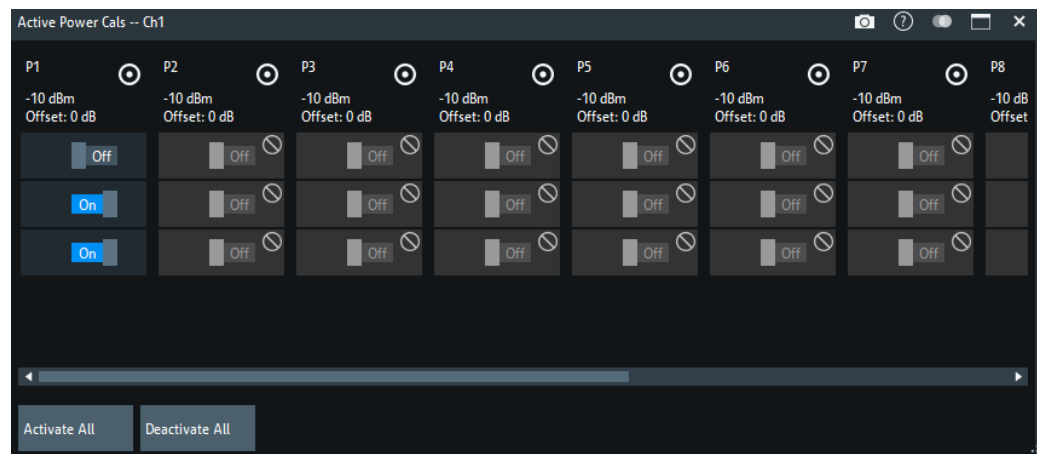 Active Power Cals -- Ch1
P1 P2 P3 P4 P5 P6 P7 P8
-10 dBm -10 dBm -10 dBm -10 dBm -10 dBm -10 dBm -10 dBm -10 dB
Offset: 0 dB Offset: 0 dB Offset: 0 dB Offset: 0 dB Offset: 0 dB Offset: 0 dB Offset: 0 dB Offset
Off Off Off Off Off Off Off
On Off Off Off Off Off Off
On Off Off Off Off Off Off
Activate All Deactivate All